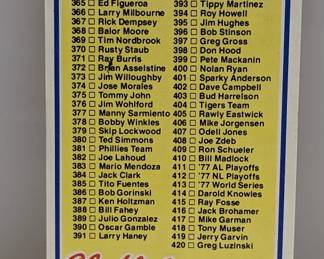 365 Ed Figueroa
366 Larry Milbourne
367 Rick Dempsey
368 Balor Moore
369 Tim Nordbrook
370 Rusty Staub
371 Ray Burris
372 Brian Asselstine
373 Jim Willoughby
374 Jose Morales
375 Tommy John
376 Jim Wohlford
377 Manny Sarmiento
378 Bobby Winkles
379 Skip Lockwood
380 Ted Simmons
381 Phillies Team
382 Joe Lahoud
383 Mario Mendoza
384 Jack Clark
385 Tito Fuentes
386 Bob Gorinski
387 Ken Holtzman
388 Bill Fahey
389 Julio Gonzalez
390 Oscar Gamble
391 Larry Haney
393 Tippy Martinez
394 Roy Howell
395 Jim Hughes
396 Bob Stinson
397 Greg Gross
398 Don Hood
399 Pete Mackanin
400 Nolan Ryan
401 Sparky Anderson
402 Dave Campbell
403 Bud Harrelson
404 Tigers Team
405 Rawly Eastwick
406 Mike Jorgensen
407 Odell Jones
408 Joe Zdeb
409 Ron Schueler
410 Bill Madlock
411 '77 AL Playoffs
412 '77 NL Playoffs
413 '77 World Series
414 Darold Knowles
415 Ray Fosse
416 Jack Brohamer
417 Mike Garman
418 Tony Muser
419 Jerry Garvin
420 Greg Luzinski